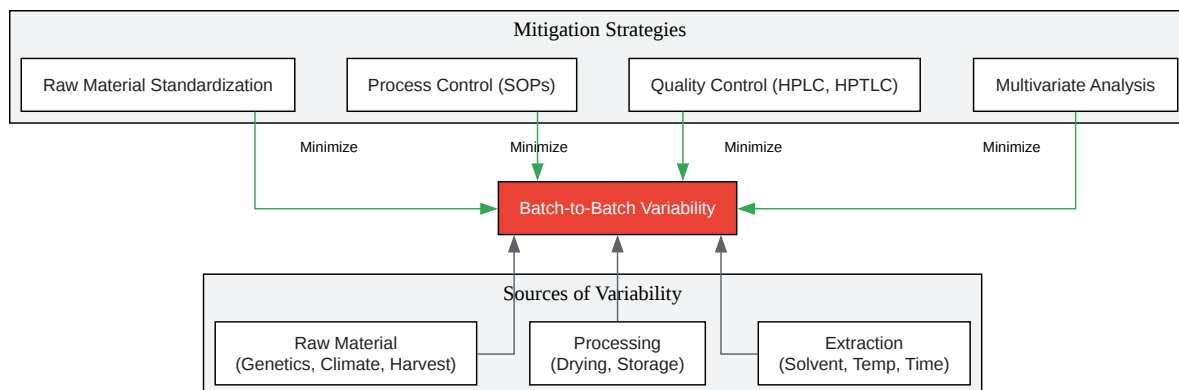 Mitigation Strategies
Raw Material Standardization
Process Control (SOPs)
Quality Control (HPLC, HPTLC)
Multivariate Analysis
Minimize
Minimize
Minimize
Minimize
Batch-to-Batch Variability
Sources of Variability
Raw Material
(Genetics, Climate, Harvest)
Processing
(Drying, Storage)
Extraction
(Solvent, Temp, Time)